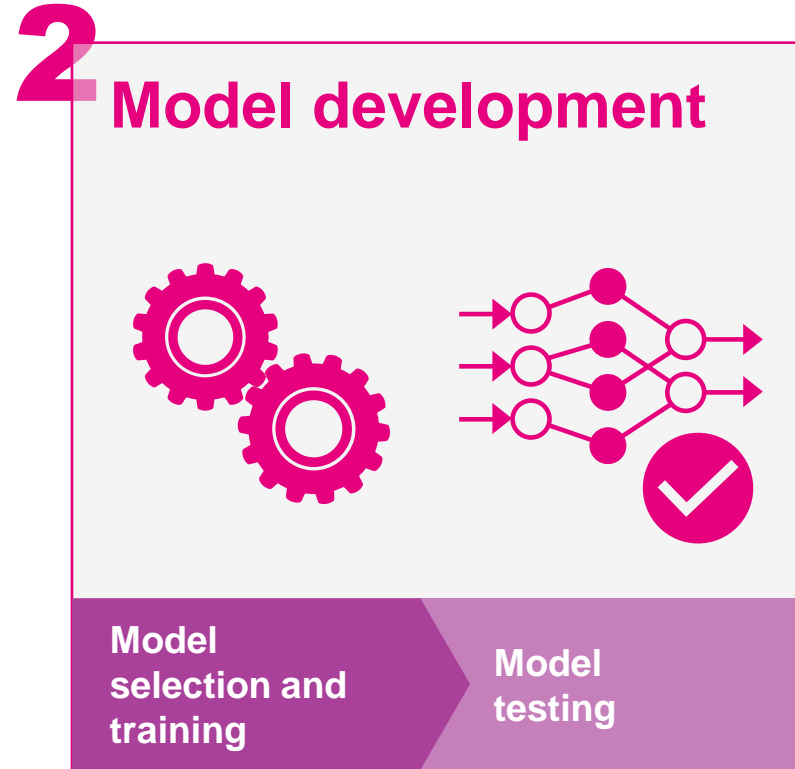 2
Model development
Model
selection and
training
Model
testing